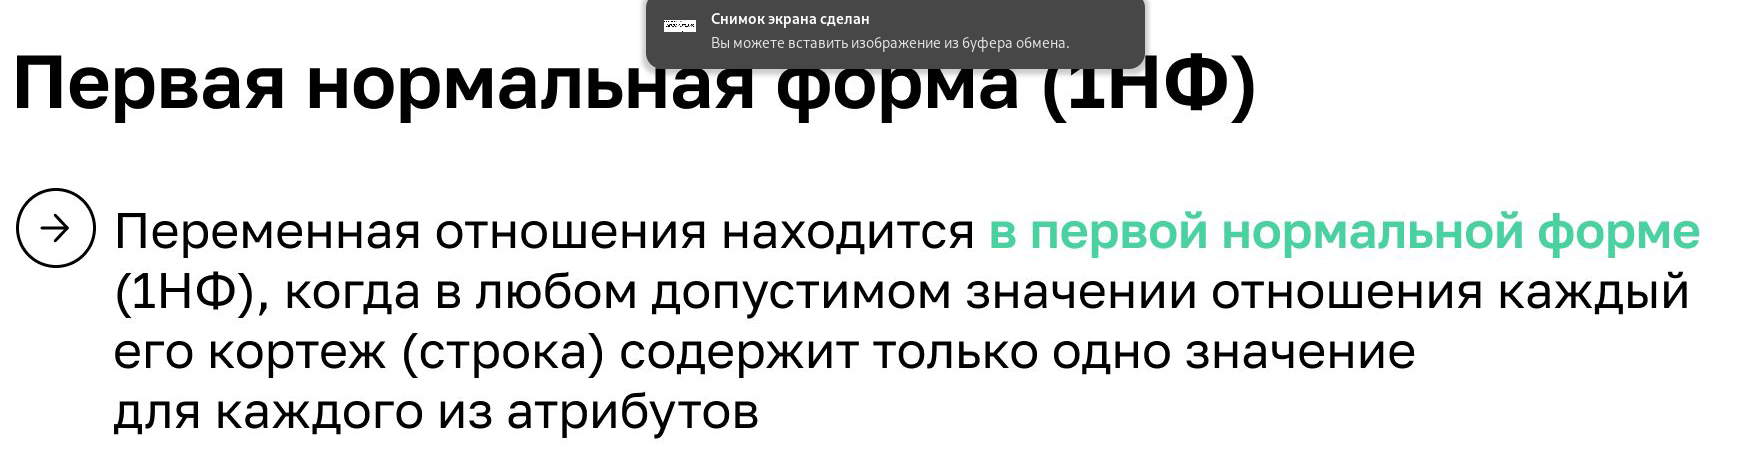 Снимок экрана сделан
Вы можете вставить изображение из буфера обмена.
Первая нормальная форма (1НФ)
Переменная отношения находится в первой нормальной форме
(1НФ), когда в любом допустимом значении отношения каждый
его кортеж (строка) содержит только одно значение
для каждого из атрибутов